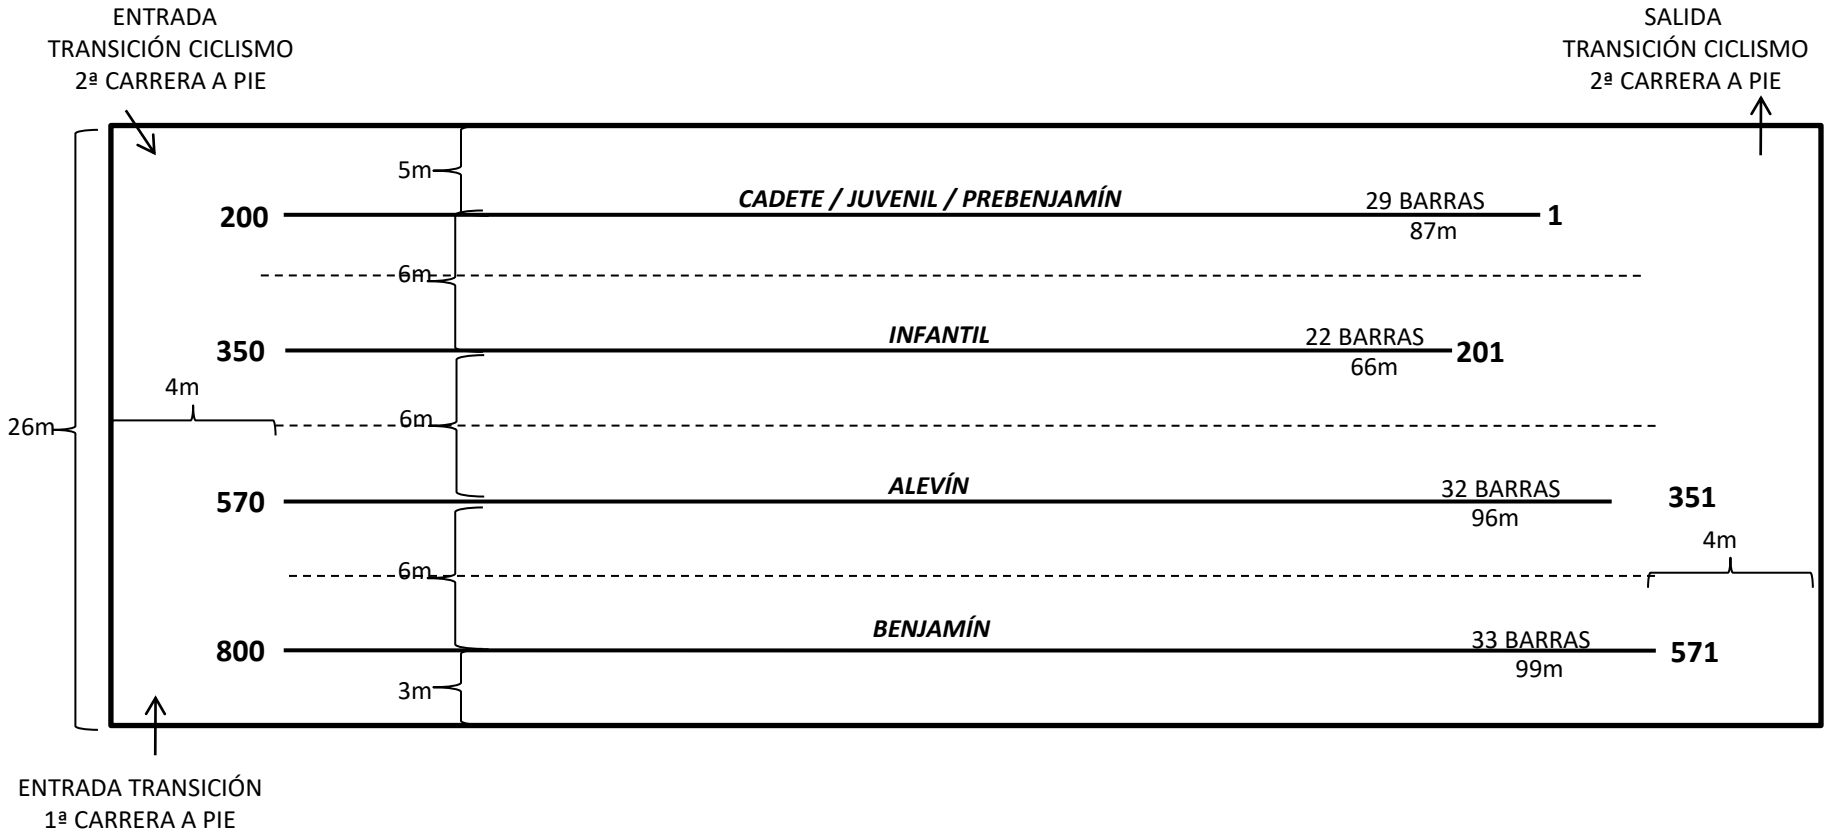 ENTRADA
TRANSICIÓN CICLISMO
2ª CARRERA A PIE
SALIDA
TRANSICIÓN CICLISMO
2ª CARRERA A PIE
5m
CADETE / JUVENIL / PREBENJAMÍN
29 BARRAS
200
1
87m
6m
INFANTIL
22 BARRAS
350
201
66m
4m
26m
6m
ALEVÍN
32 BARRAS
570
351
96m
4m
6m
BENJAMÍN
33 BARRAS
800
571
99m
3m
ENTRADA TRANSICIÓN
1ª CARRERA A PIE